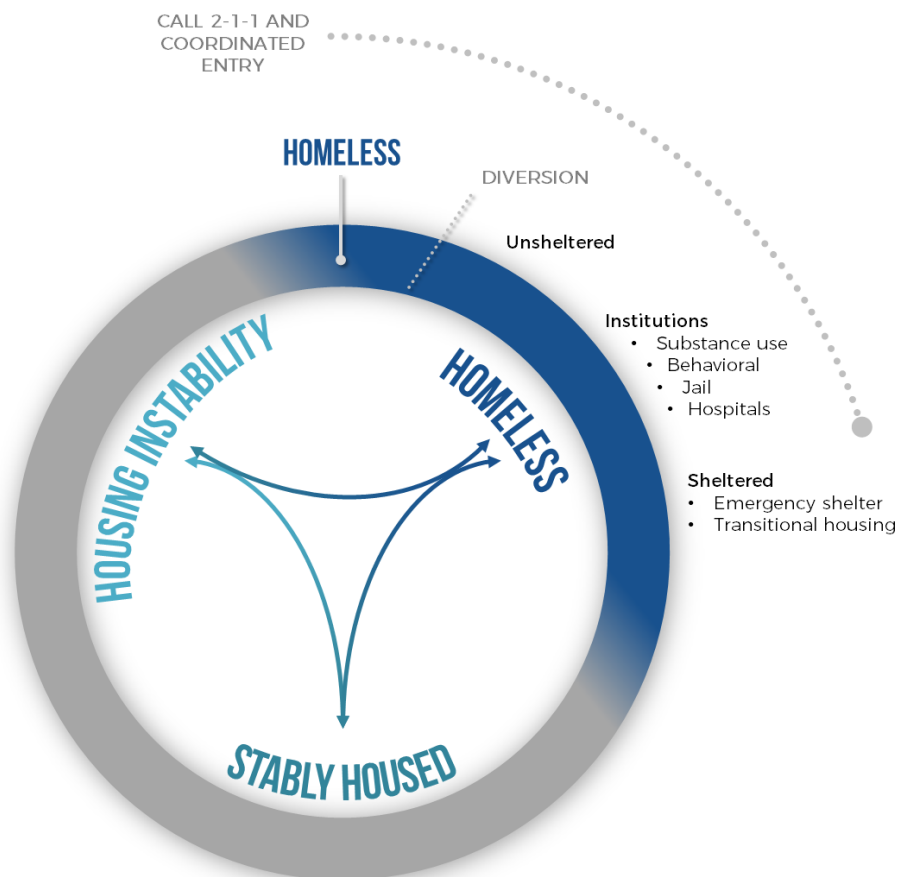 CALL 2-1-1 AND
COORDINATED
ENTRY
HOMELESS
DIVERSION
Unsheltered
Institutions
• Substance use
• Behavioral
• Jail
• Hospitals
Sheltered
• Emergency shelter
• Transitional housing
HOUSING INSTABILITY
HOMELESS
STABLY HOUSED